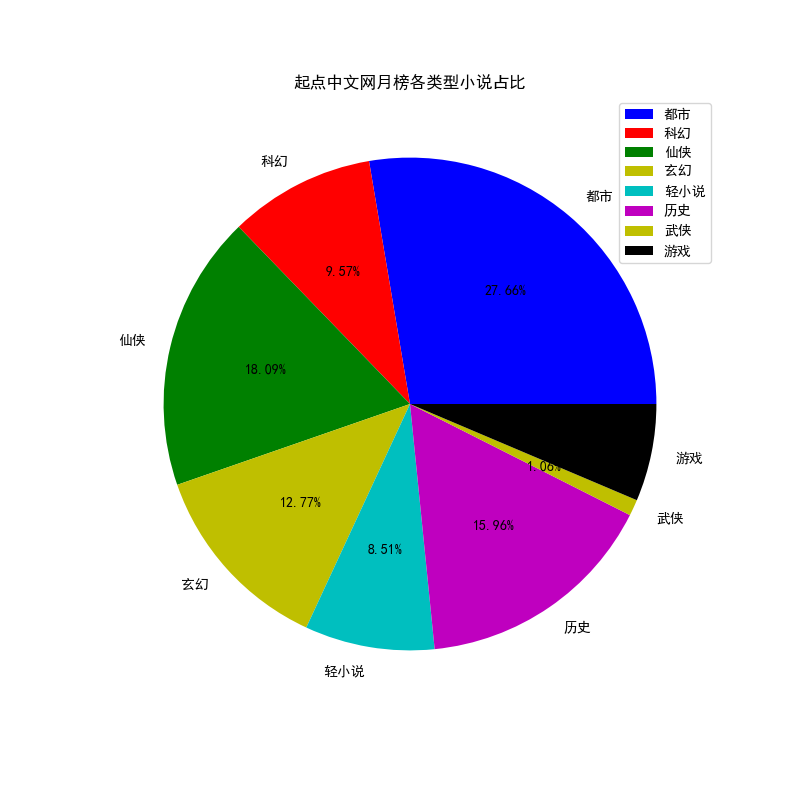 起点中文网月榜各类型小说占比
都市
科幻
仙侠
玄幻
轻小说
历史
武侠
游戏
科幻
都市
9.57%
27.66%
仙侠
18.09%
游戏
1.06%
12.77%
武侠
15.96%
8.51%
玄幻
历史
轻小说